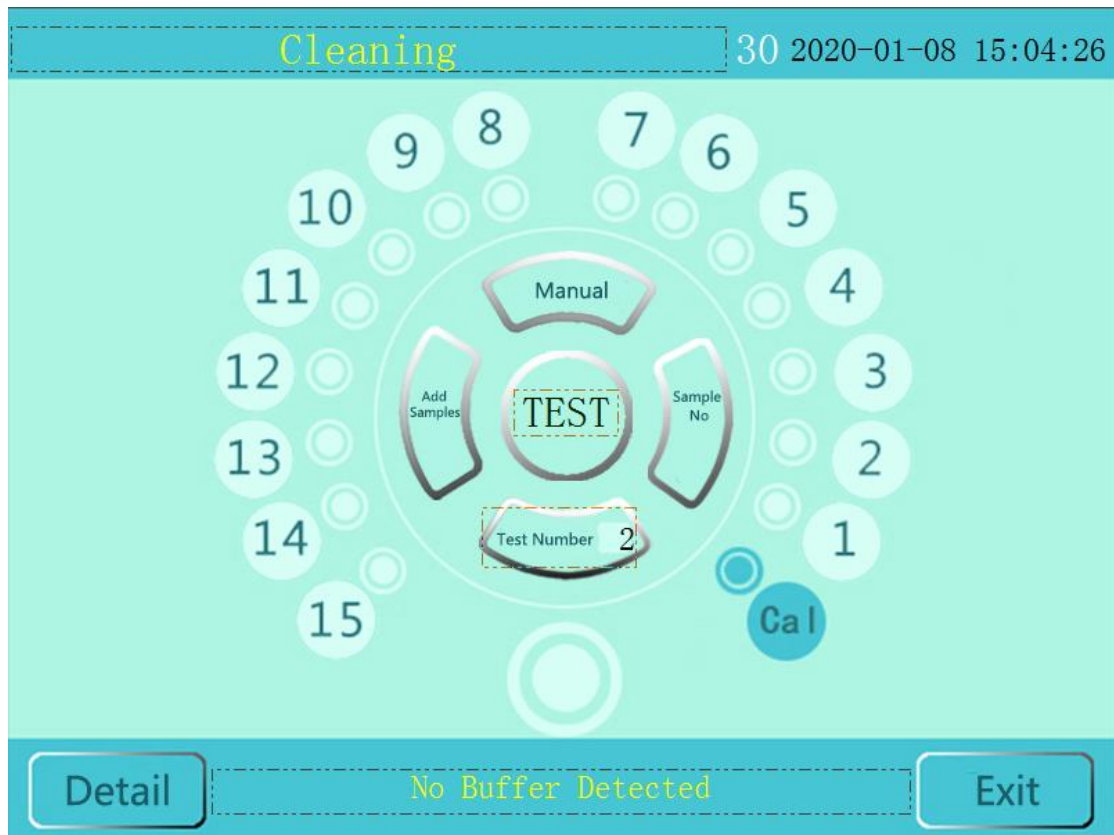 Cleaning 30 2020-01-08 15:04:26
8 7
9 6
10 5
11 Manual 4
12 3
Add
Samples
TEST
Sample
No
13 2
14 Test Number 2 1
15 Cal
Detail No Buffer Detected Exit